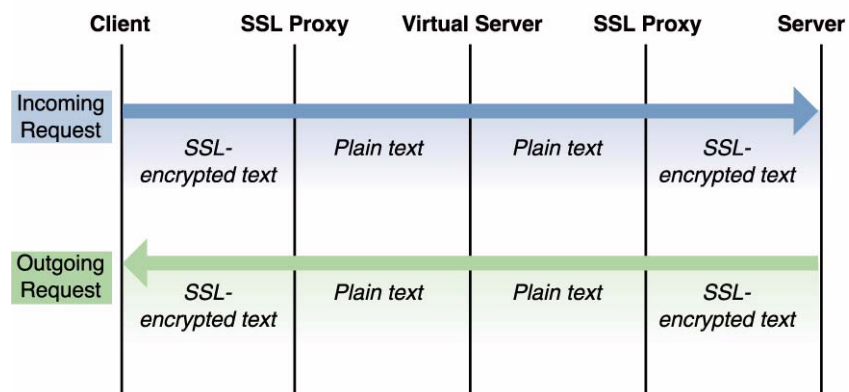 Client SSL Proxy Virtual Server SSL Proxy Server
Incoming
Request
SSL-
encrypted text
Plain text
Plain text
SSL-
encrypted text
Outgoing
Request
SSL-
encrypted text
Plain text
Plain text
SSL-
encrypted text